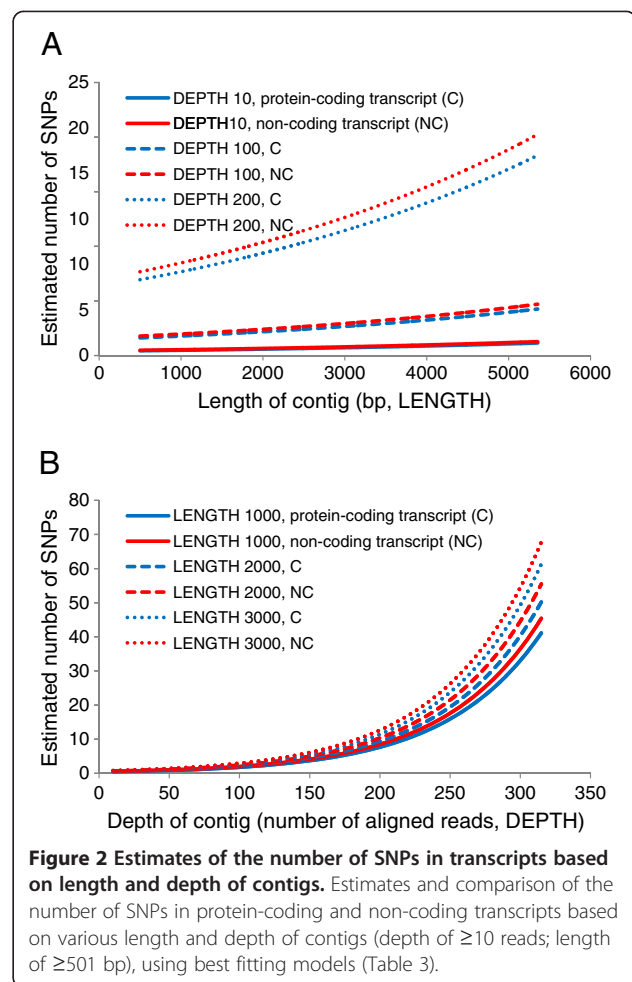 A
Estimated number of SNPs
25
20
15
10
5
0
DEPTH 10, protein-coding transcript (C)
DEPTH10, non-coding transcript (NC)
DEPTH 100, C
DEPTH 100, NC
DEPTH 200, C
DEPTH 200, NC
0 1000 2000 3000 4000 5000 6000
Length of contig (bp, LENGTH)
B
Estimated number of SNPs
80
70
60
50
40
30
20
10
0
LENGTH 1000, protein-coding transcript (C)
LENGTH 1000, non-coding transcript (NC)
LENGTH 2000, C
LENGTH 2000, NC
LENGTH 3000, C
LENGTH 3000, NC
0 50 100 150 200 250 300 350
Depth of contig (number of aligned reads, DEPTH)
Figure 2 Estimates of the number of SNPs in transcripts based
on length and depth of contigs. Estimates and comparison of the
number of SNPs in protein-coding and non-coding transcripts based
on various length and depth of contigs (depth of ≥10 reads; length
of ≥501 bp), using best fitting models (Table 3).